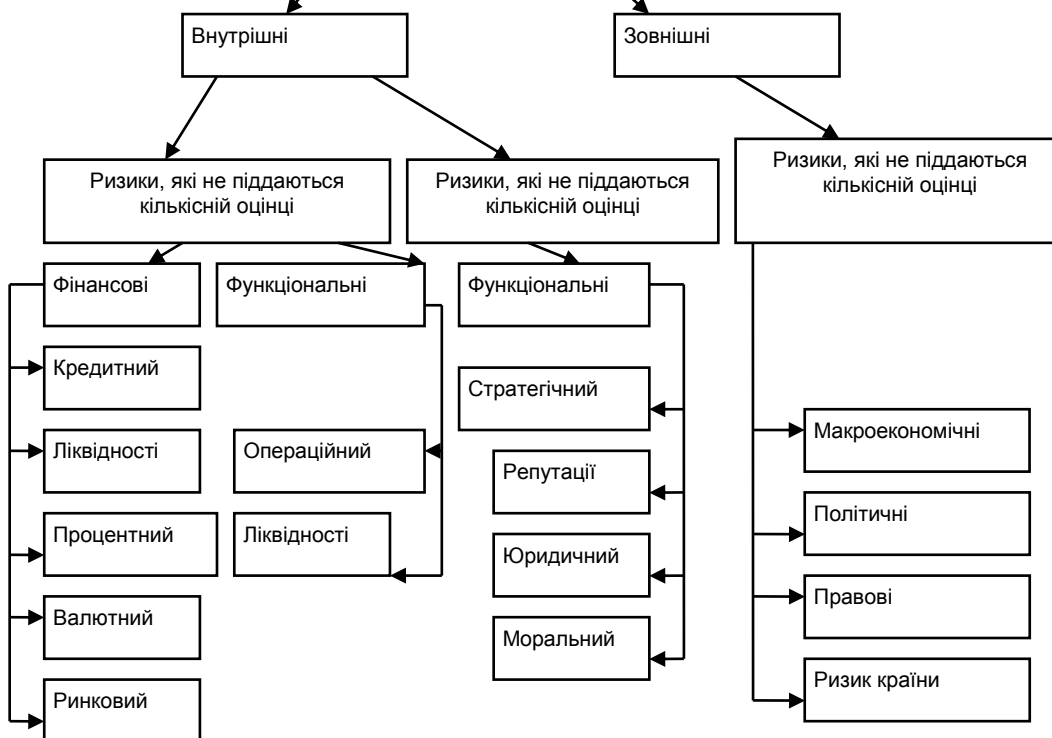 Внутрішні
Зовнішні
Ризики, які не піддаються
кількісній оцінці
Ризики, які не піддаються
кількісній оцінці
Ризики, які не піддаються
кількісній оцінці
Фінансові
Функціональні
Функціональні
Кредитний
Стратегічний
Ліквідності
Операційний
Репутації
Макроекономічні
Процентний
Ліквідності
Юридичний
Політичні
Валютний
Моральний
Правові
Ринковий
Ризик країни